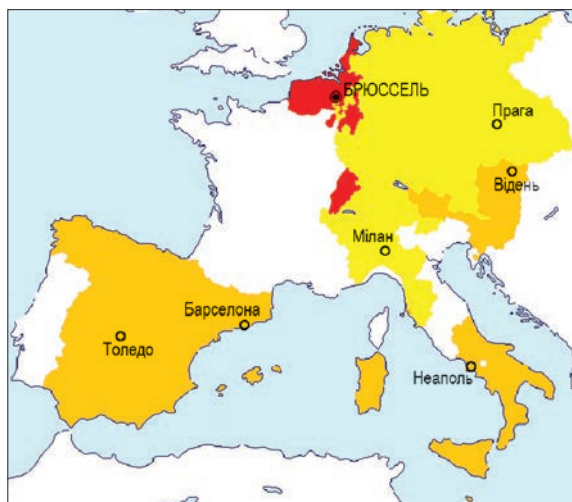 БРЮССЕЛЬ
Прага
Відень
Мілан
Барселона
Толедо
Неаполь